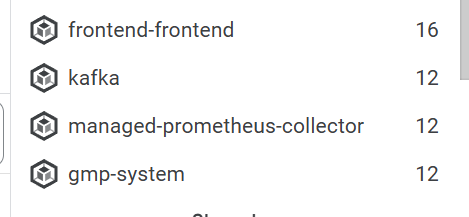 frontend-frontend 16
kafka 12
managed-prometheus-collector 12
gmp-system 12